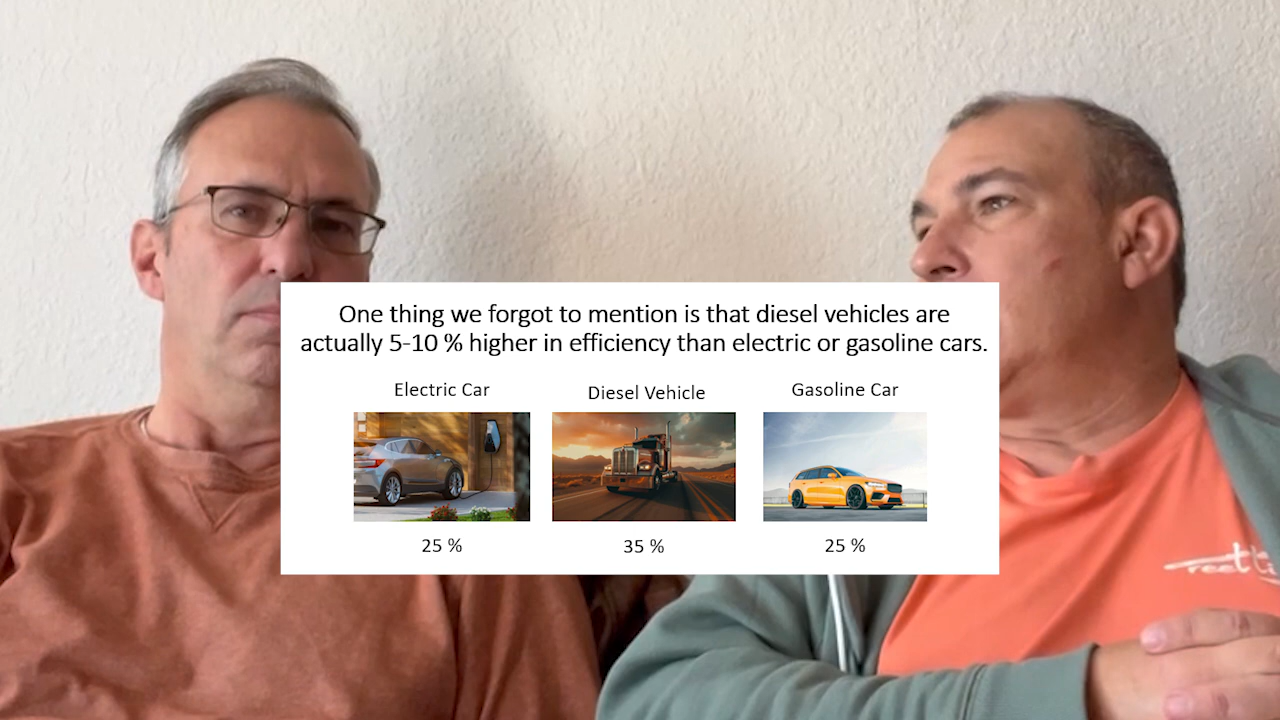 One thing we forgot to mention is that diesel vehicles are
actually 5-10 % higher in efficiency than electric or gasoline cars.
Electric Car
Diesel Vehicle
Gasoline Car
25 %
35 %
25 %